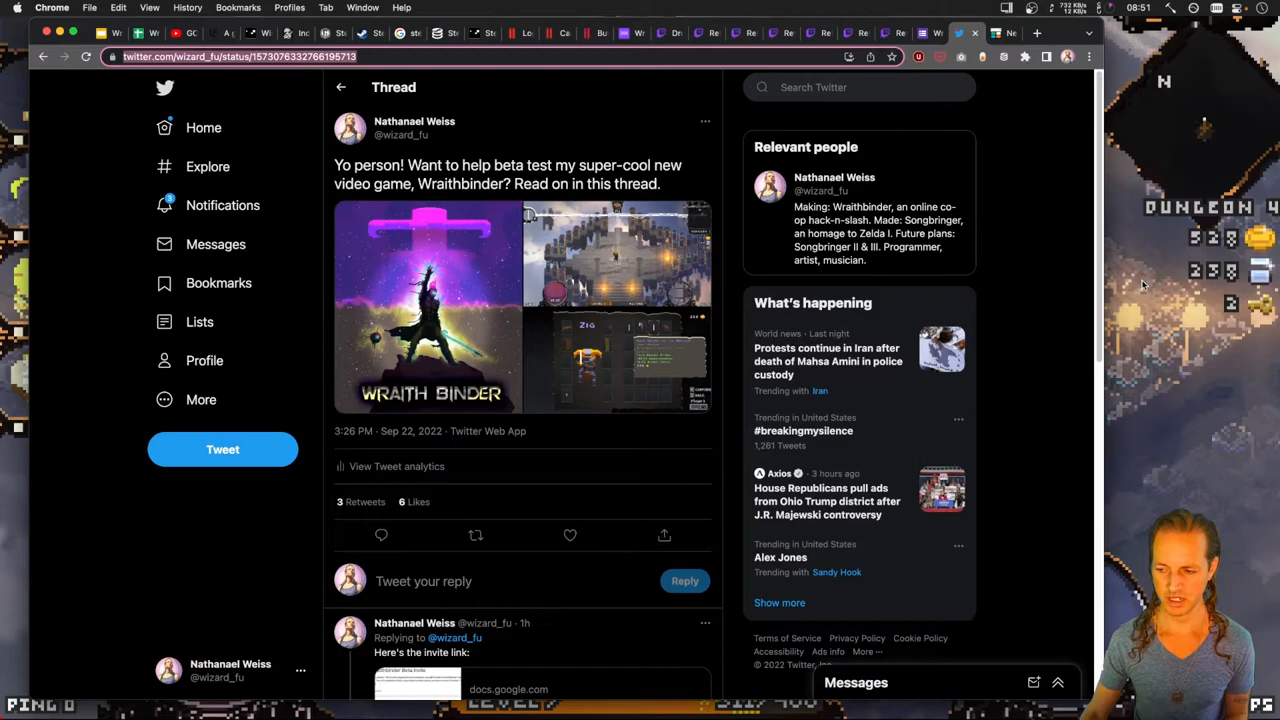 Chrome File Edit View History Bookmarks Profiles Tab Window Help
08:51
twitter.com/wizard_fu/status/1573076332766195713
Thread
Search Twitter
Home
Explore
Notifications
3
Messages
Bookmarks
Lists
Profile
More
Tweet
Nathanael Weiss
@wizard_fu
Nathanael Weiss
@wizard_fu
Yo person! Want to help beta test my super-cool new
video game, Wraithbinder? Read on in this thread.
WRAITH BINDER
ZIG
3:26 PM · Sep 22, 2022 · Twitter Web App
View Tweet analytics
3 Retweets 6 Likes
Tweet your reply
Reply
Nathanael Weiss @wizard_fu · 1h
Replying to @wizard_fu
Here's the invite link:
docs.google.com
Relevant people
Nathanael Weiss
@wizard_fu
Making: Wraithbinder, an online co-
op hack-n-slash. Made: Songbringer,
an homage to Zelda I. Future plans:
Songbringer II & III. Programmer,
artist, musician.
What's happening
World news · Last night
Protests continue in Iran after
death of Mahsa Amini in police
custody
Trending with Iran
Trending in United States
#breakingmysilence
1,261 Tweets
Axios · 3 hours ago
House Republicans pull ads
from Ohio Trump district after
J.R. Majewski controversy
Trending in United States
Alex Jones
Trending with Sandy Hook
Show more
Terms of Service Privacy Policy Cookie Policy
Accessibility Ads info More ···
© 2022 Twitter, Inc.
Messages
N
DUNGEON 4
PING 0